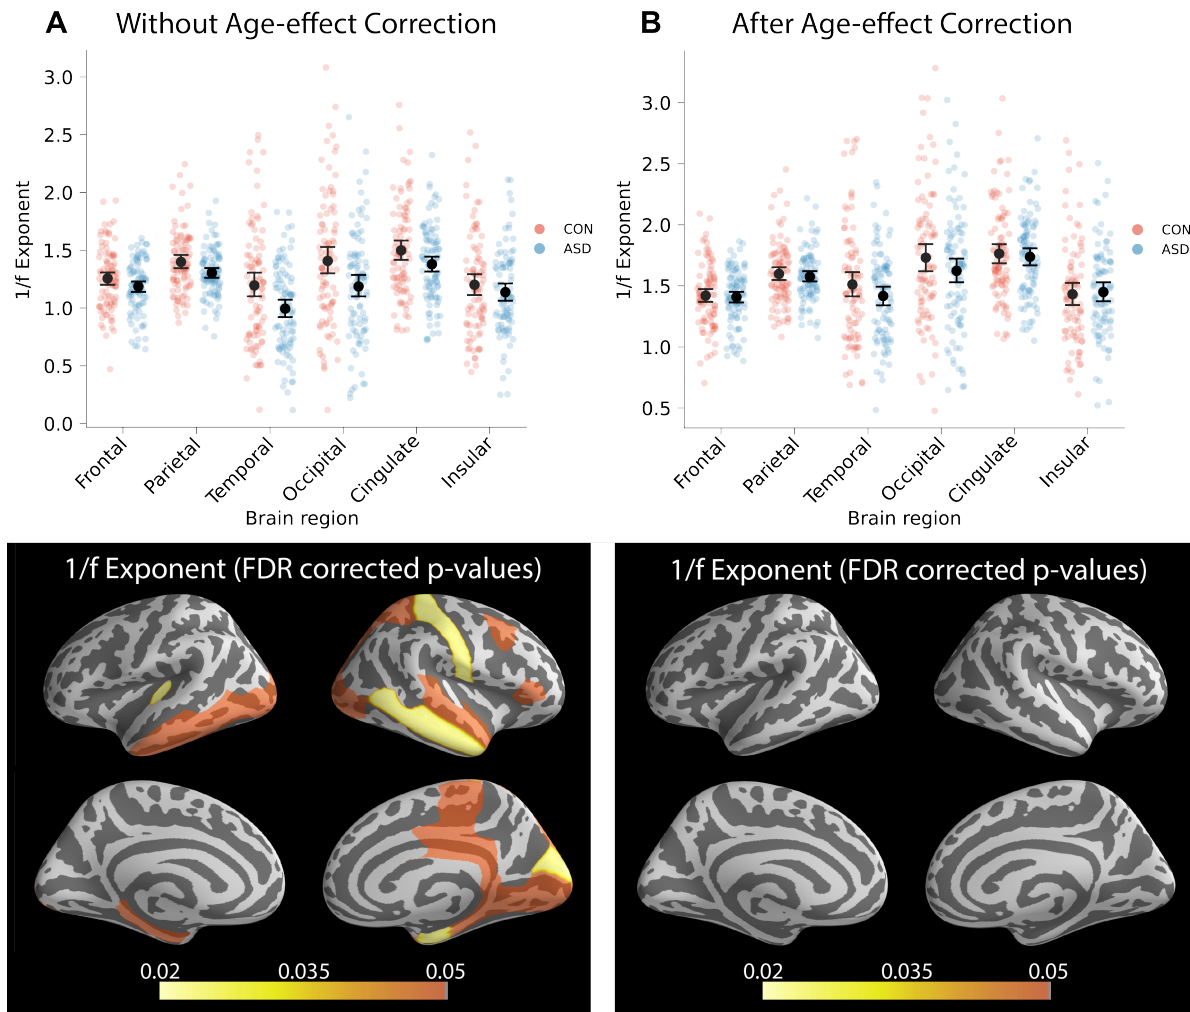 A Without Age-effect Correction
3.0
2.5
2.0
1.5
1.0
0.5
0.0
1/f Exponent
CON
ASD
Frontal
Parietal
Temporal
Occipital
Cingulate
Insular
Brain region
B After Age-effect Correction
3.0
2.5
2.0
1.5
1.0
0.5
1/f Exponent
CON
ASD
Frontal
Parietal
Temporal
Occipital
Cingulate
Insular
Brain region
1/f Exponent (FDR corrected p-values)
0.02 0.035 0.05
1/f Exponent (FDR corrected p-values)
0.02 0.035 0.05